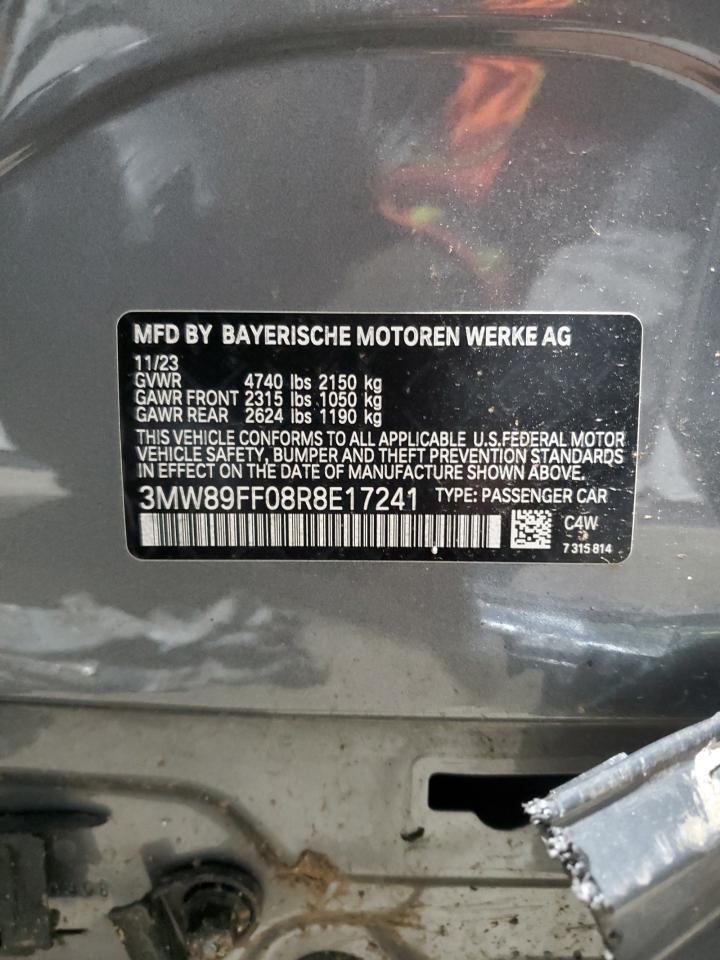 MFD BY BAYERISCHE MOTOREN WERKE AG
11/23
GVWR 4740 lbs 2150 kg
GAWR FRONT 2315 lbs 1050 kg
GAWR REAR 2624 lbs 1190 kg
THIS VEHICLE CONFORMS TO ALL APPLICABLE U.S.FEDERAL MOTOR
VEHICLE SAFETY, BUMPER AND THEFT PREVENTION STANDARDS
IN EFFECT ON THE DATE OF MANUFACTURE SHOWN ABOVE.
3MW89FF08R8E17241 TYPE: PASSENGER CAR
C4W
3
7 315 814